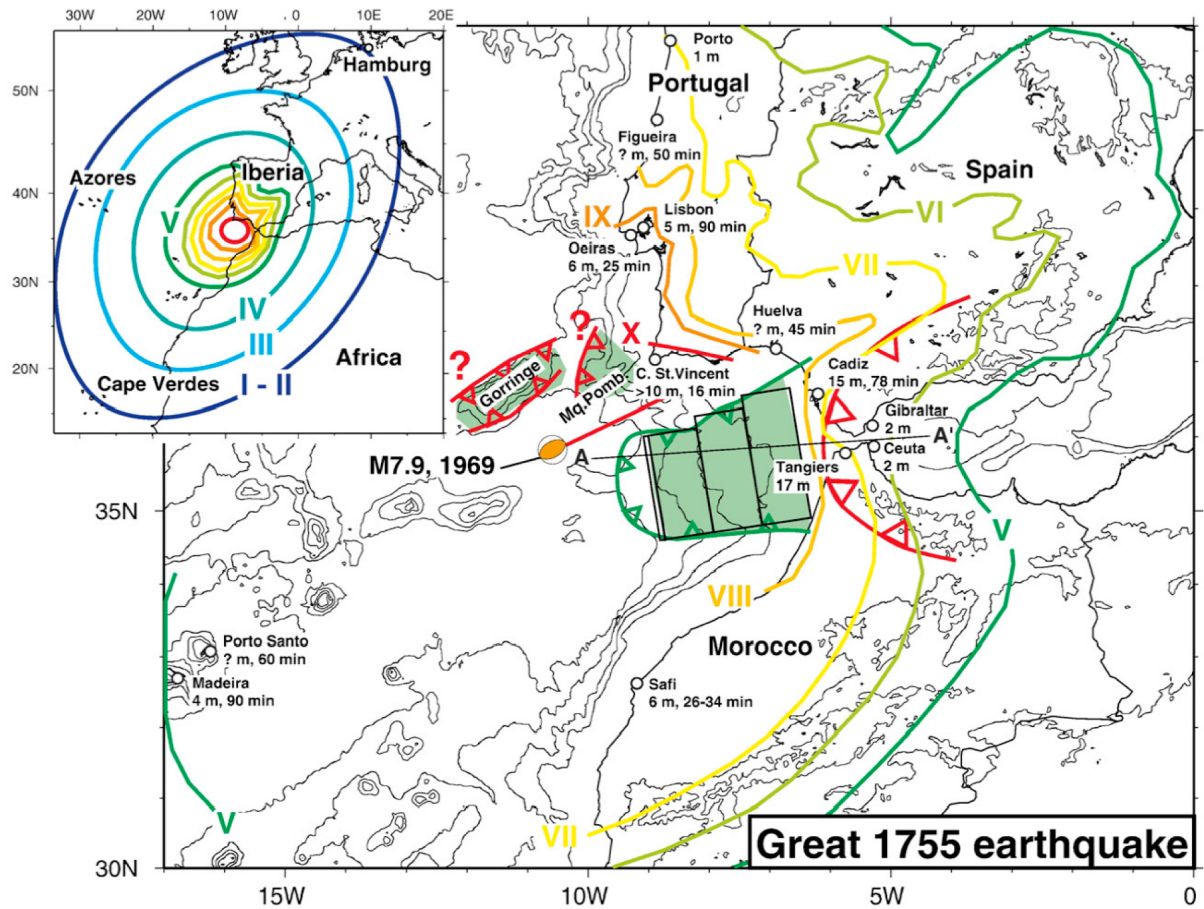 30W 20W 10W 0 10E 20E
50N
40N
30N
20N
Hamburg
Azores
Iberia
V
IV
III
Africa
Cape Verdes
I - II
Porto
1 m
Portugal
Figueira
? m, 50 min
Spain
IX
Lisbon
5 m, 90 min
VI
Oeiras
6 m, 25 min
VII
Huelva
? m, 45 min
?
?
X
Gorringe
Mq.Pomb.
C. St.Vincent
>10 m, 16 min
Cadiz
15 m, 78 min
Gibraltar
2 m
A
A'
Ceuta
2 m
M7.9, 1969
Tangiers
17 m
35N
V
VIII
Morocco
Porto Santo
? m, 60 min
Madeira
4 m, 90 min
Safi
6 m, 26-34 min
V
VII
Great 1755 earthquake
30N
15W 10W 5W 0